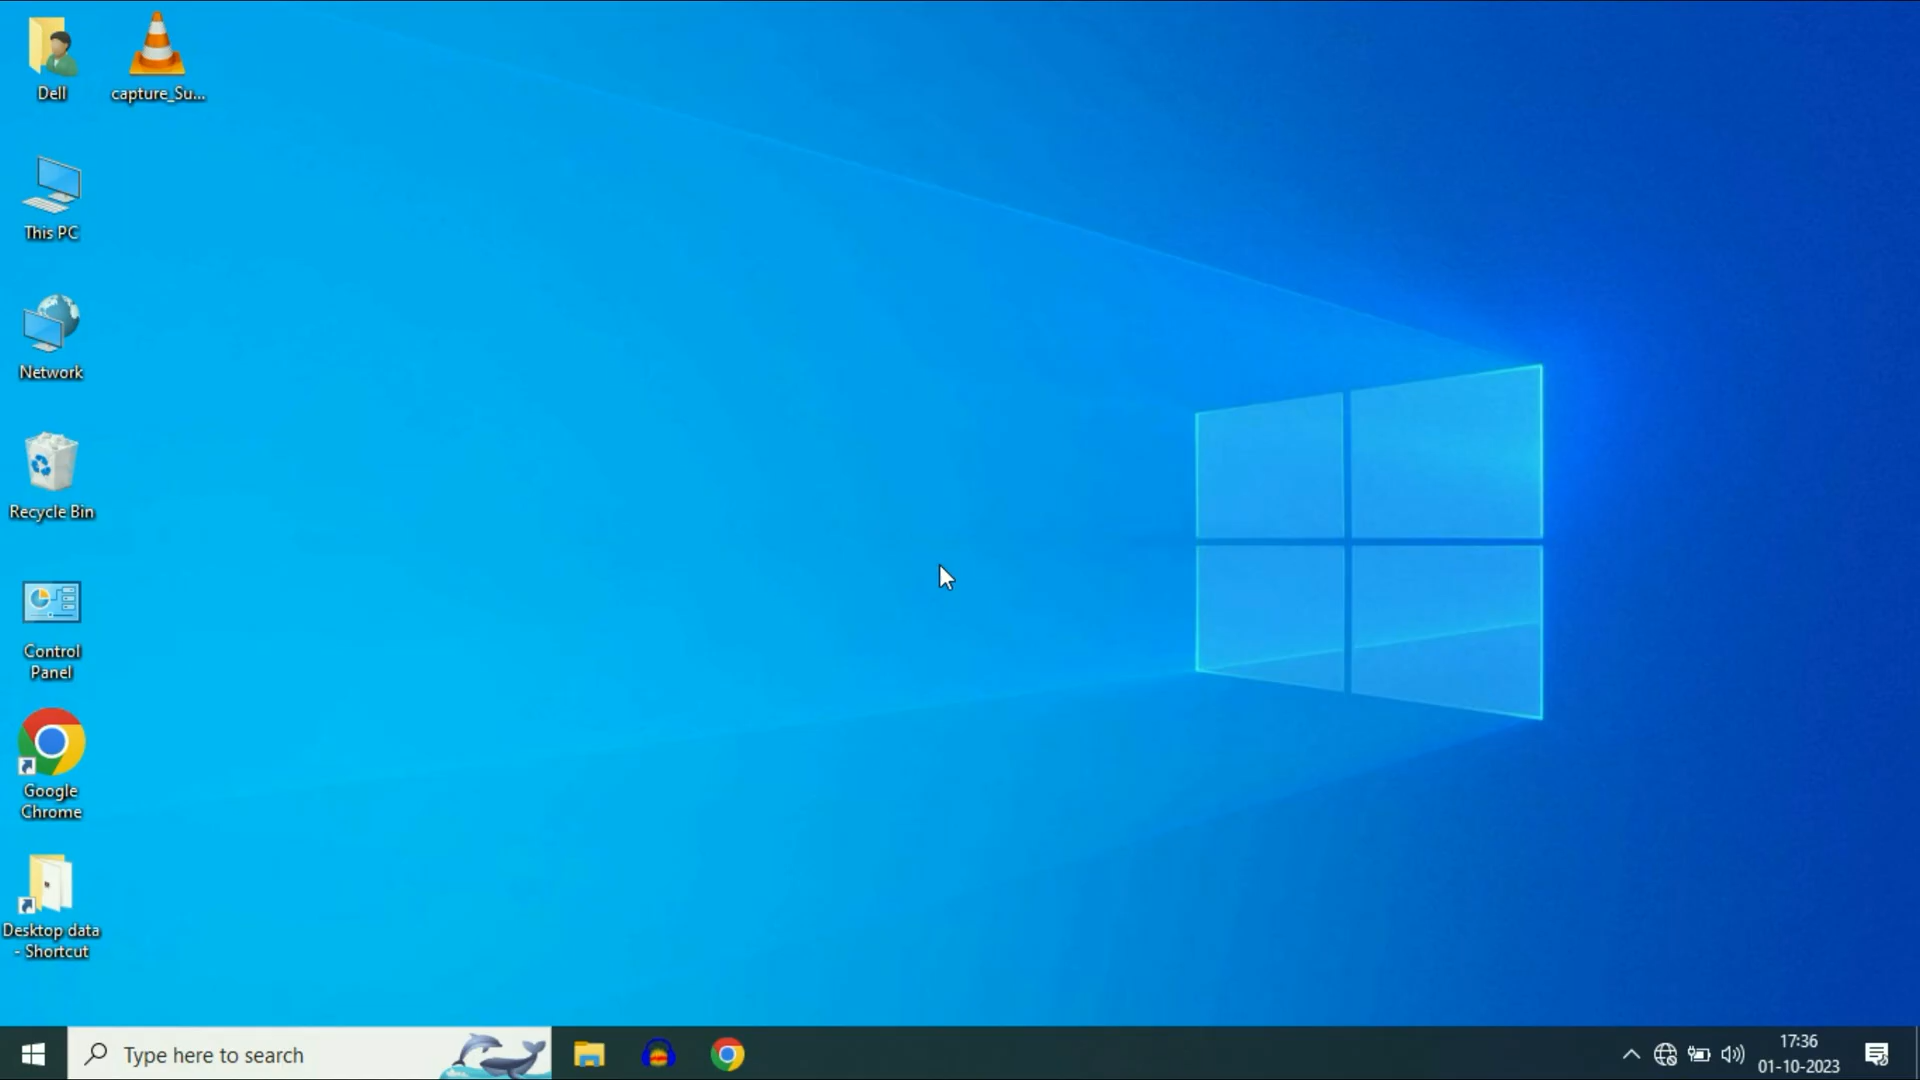 Dell
capture_Su...
This PC
Network
Recycle Bin
Control
Panel
Google
Chrome
Desktop data
- Shortcut
Type here to search
17:36
01-10-2023